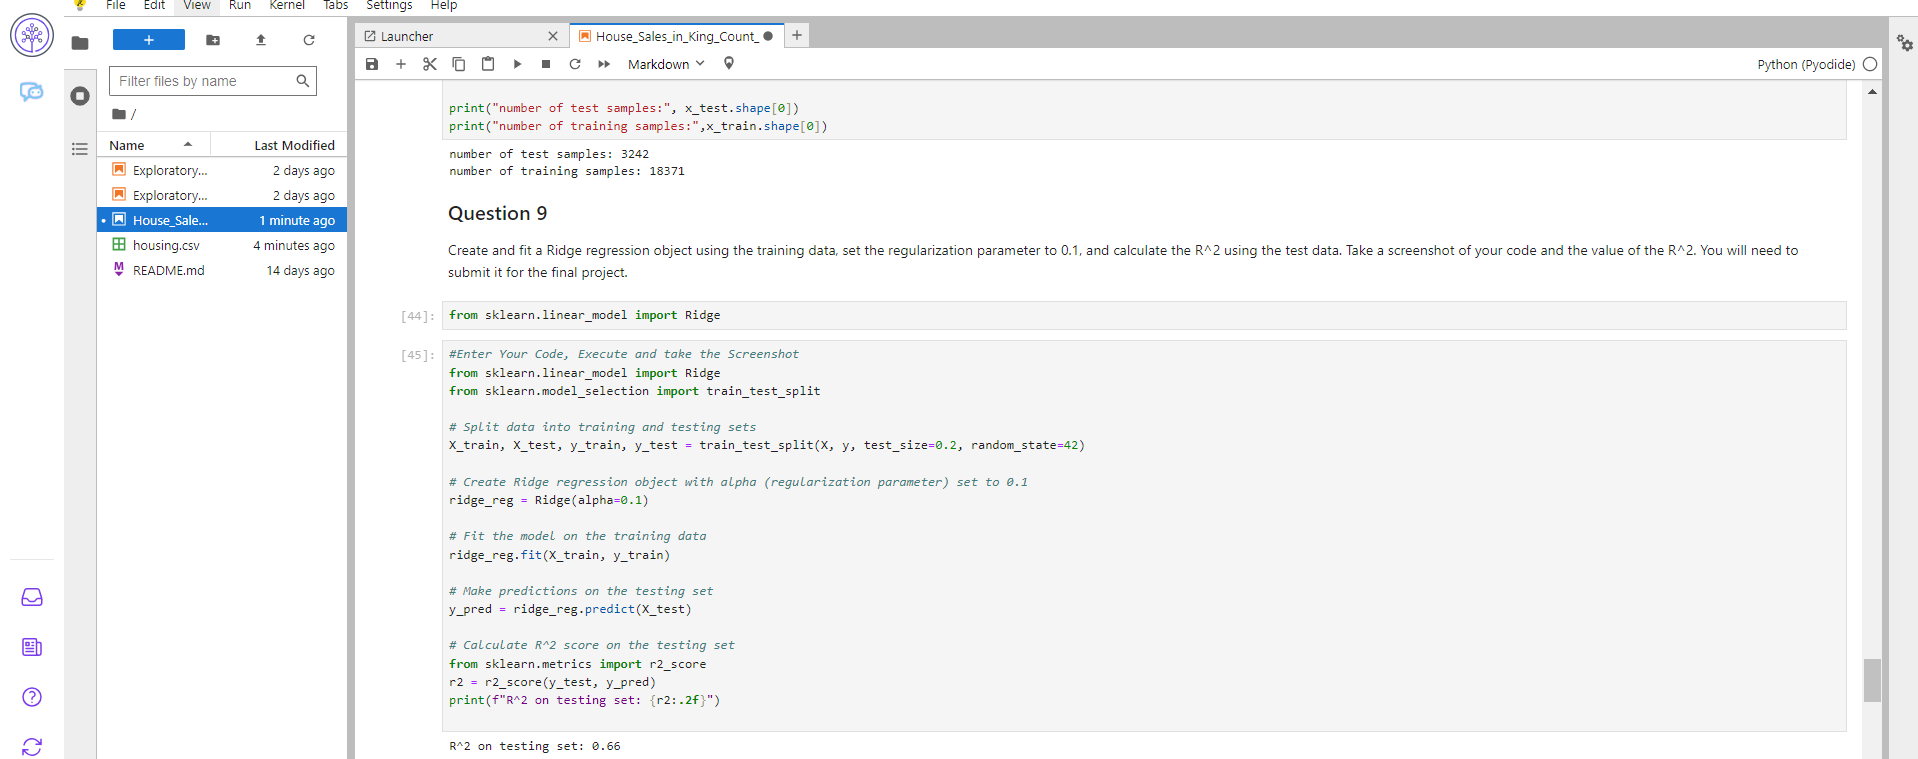 File Edit View Run Kernel Tabs Settings Help
+
Filter files by name
/
Name Last Modified
Exploratory... 2 days ago
Exploratory... 2 days ago
House_Sale... 1 minute ago
housing.csv 4 minutes ago
README.md 14 days ago
Launcher
House_Sales_in_King_Count_
Markdown
Python (Pyodide)
print("number of test samples:", x_test.shape[0])
print("number of training samples:",x_train.shape[0])
number of test samples: 3242
number of training samples: 18371
Question 9
Create and fit a Ridge regression object using the training data, set the regularization parameter to 0.1, and calculate the R^2 using the test data. Take a screenshot of your code and the value of the R^2. You will need to
submit it for the final project.
[44]: from sklearn.linear_model import Ridge
[45]: #Enter Your Code, Execute and take the Screenshot
from sklearn.linear_model import Ridge
from sklearn.model_selection import train_test_split
# Split data into training and testing sets
X_train, X_test, y_train, y_test = train_test_split(X, y, test_size=0.2, random_state=42)
# Create Ridge regression object with alpha (regularization parameter) set to 0.1
ridge_reg = Ridge(alpha=0.1)
# Fit the model on the training data
ridge_reg.fit(X_train, y_train)
# Make predictions on the testing set
y_pred = ridge_reg.predict(X_test)
# Calculate R^2 score on the testing set
from sklearn.metrics import r2_score
r2 = r2_score(y_test, y_pred)
print(f"R^2 on testing set: {r2:.2f}")
R^2 on testing set: 0.66